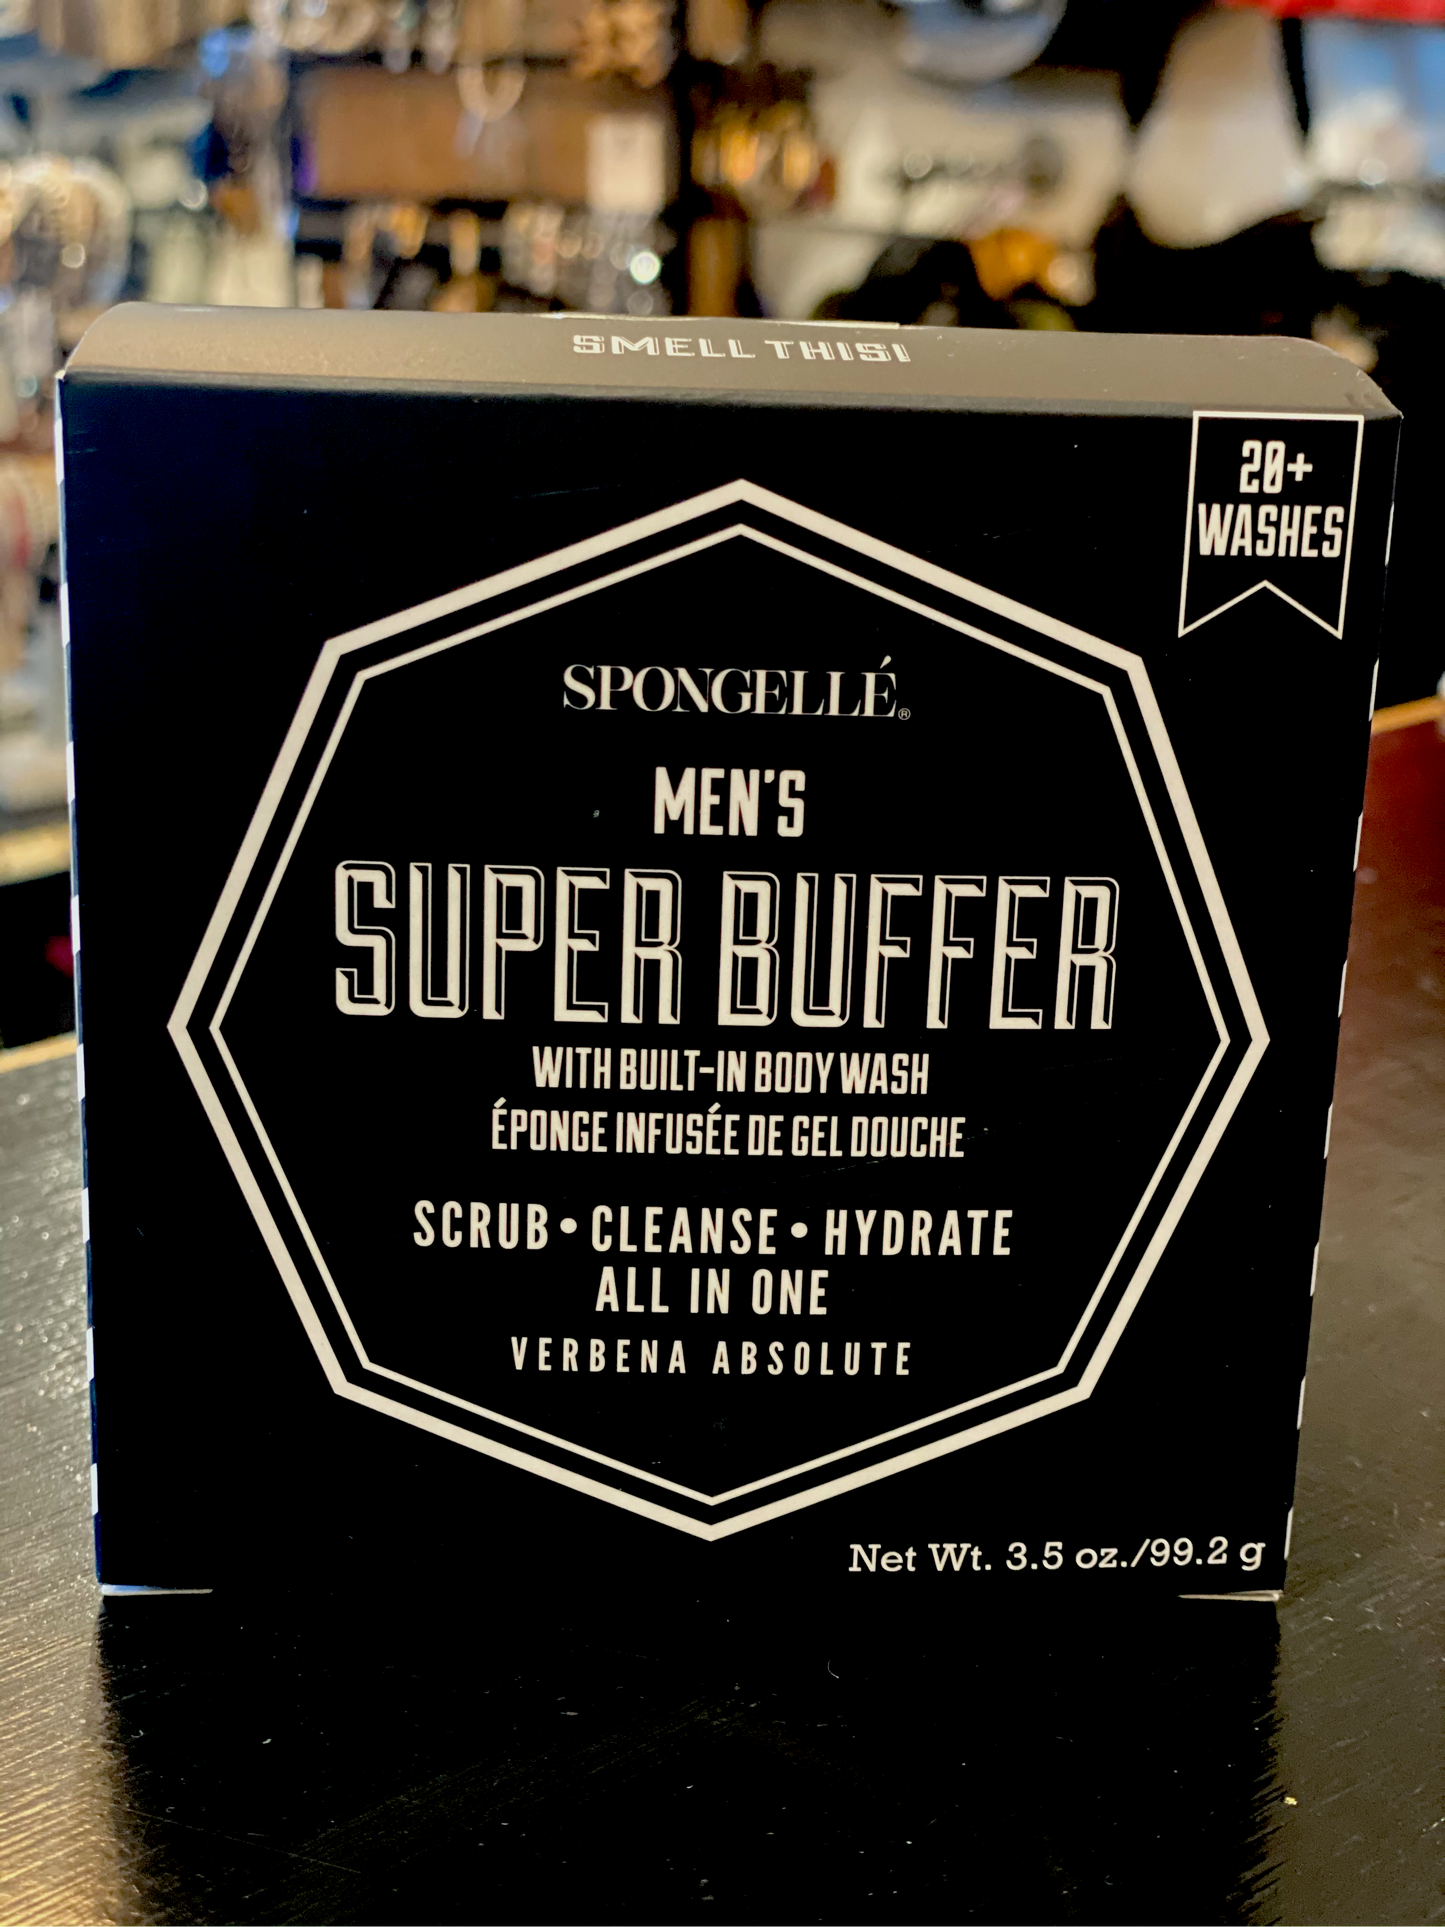 SMELL THIS!
20+
WASHES
SPONGELLÉ®
MEN'S
SUPER BUFFER
WITH BUILT-IN BODY WASH
ÉPONGE INFUSÉE DE GEL DOUCHE
SCRUB • CLEANSE • HYDRATE
ALL IN ONE
VERBENA ABSOLUTE
Net Wt. 3.5 oz./99.2 g